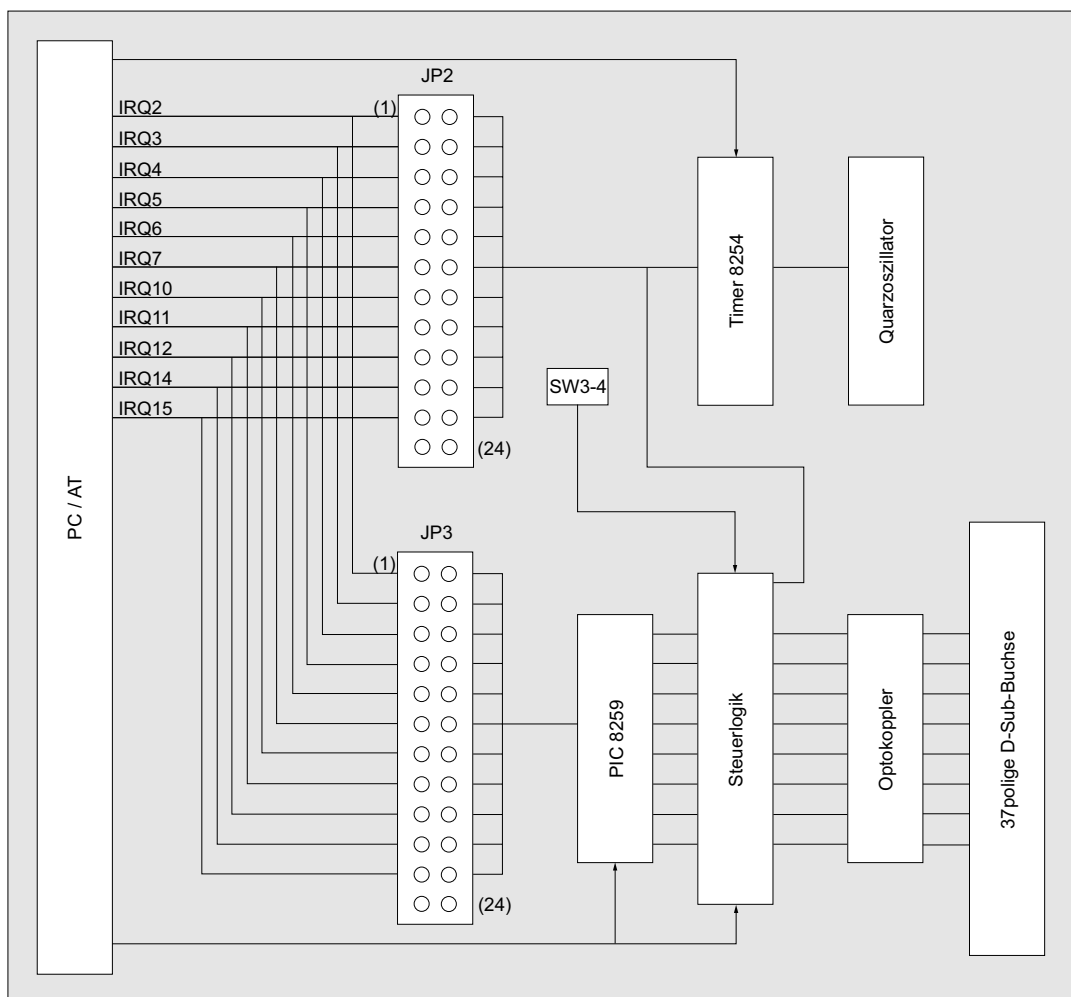 PC / AT
IRQ2
IRQ3
IRQ4
IRQ5
IRQ6
IRQ7
IRQ10
IRQ11
IRQ12
IRQ14
IRQ15
JP2
(1)
(24)
Timer 8254
Quarzoszillator
SW3-4
JP3
(1)
(24)
PIC 8259
Steuerlogik
Optokoppler
37polige D-Sub-Buchse